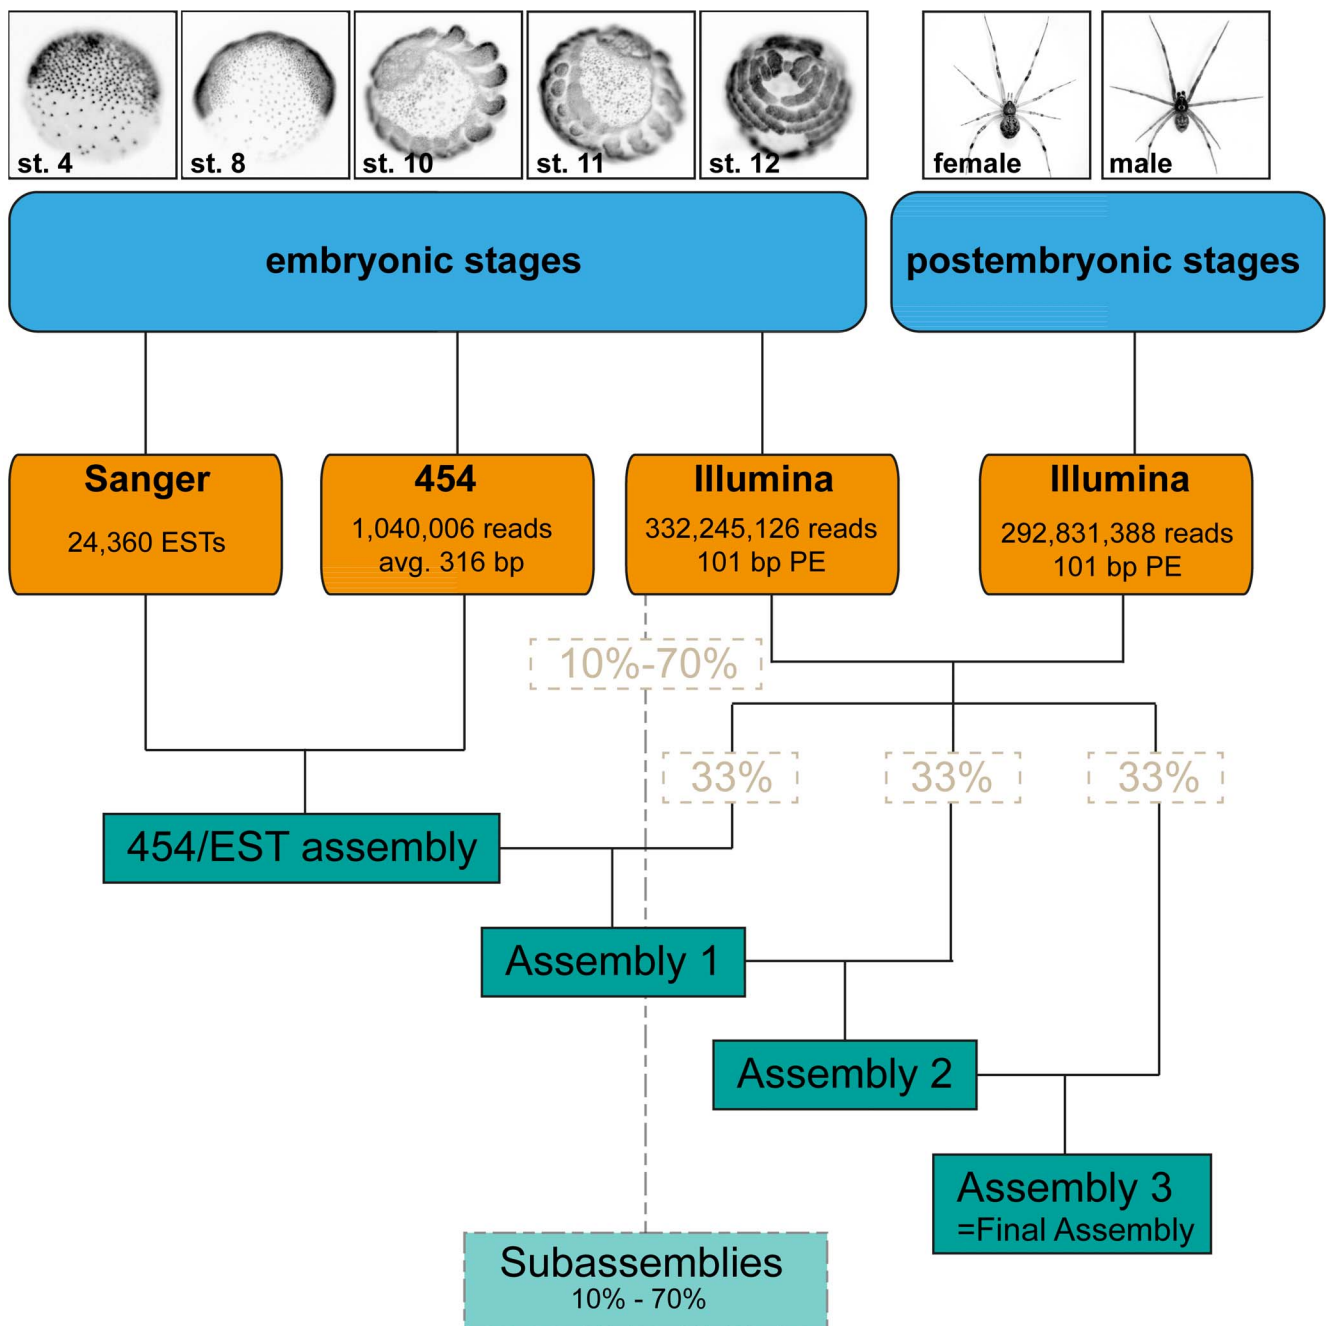 st. 4
st. 8
st. 10
st. 11
st. 12
female
male
embryonic stages
postembryonic stages
Sanger
24,360 ESTs
454
1,040,006 reads
avg. 316 bp
Illumina
332,245,126 reads
101 bp PE
Illumina
292,831,388 reads
101 bp PE
10%-70%
33%
33%
33%
454/EST assembly
Assembly 1
Assembly 2
Assembly 3
=Final Assembly
Subassemblies
10% - 70%